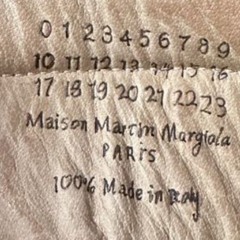 0 1 2 3 4 5 6 7 8 9
10 11 12 13 14 15 16
17 18 19 20 21 22 23
Maison Martin Margiola
PARIS
100% Made in Italy